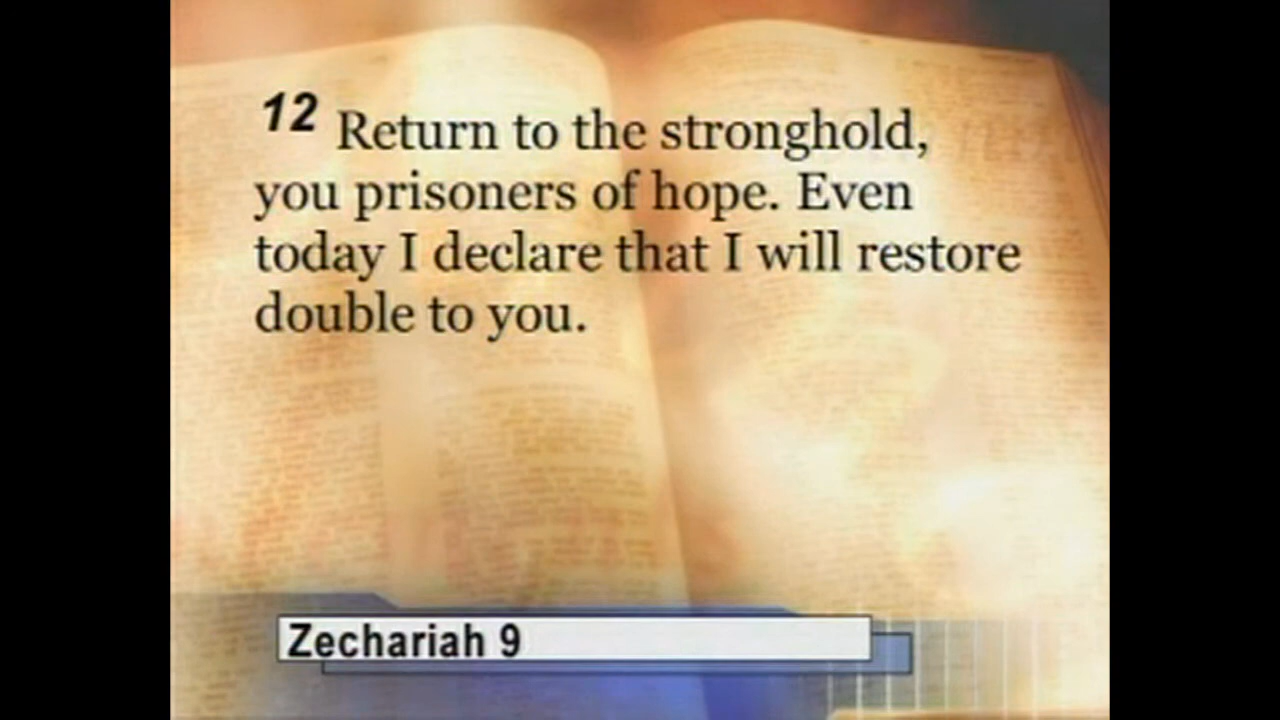 12 Return to the stronghold,
you prisoners of hope. Even
today I declare that I will restore
double to you.
Zechariah 9